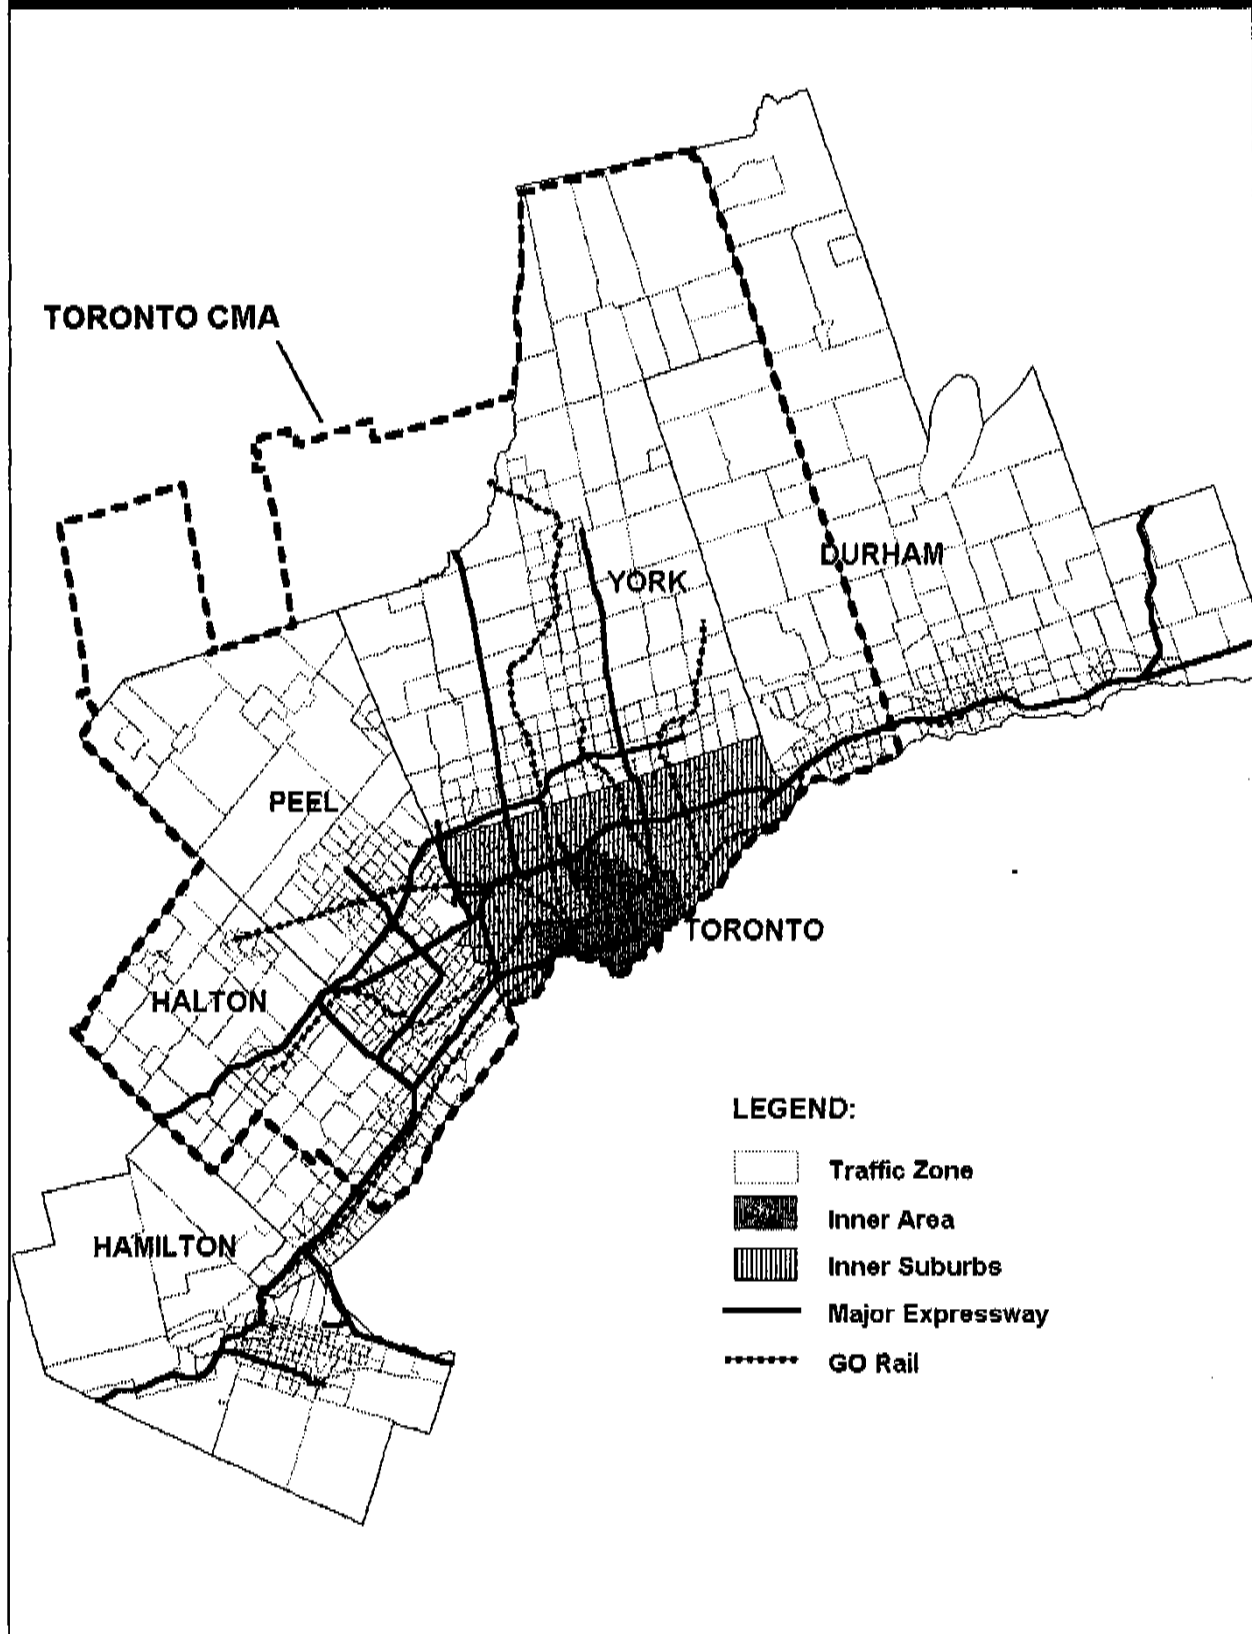 TORONTO CMA
DURHAM
YORK
PEEL
TORONTO
HALTON
LEGEND:
Traffic Zone
Inner Area
HAMILTON
Inner Suburbs
Major Expressway
GO Rail